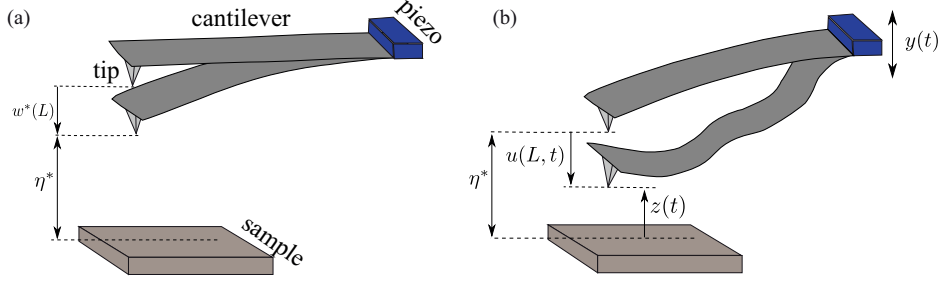 (a)
cantilever
piezo
tip
w*(L)
η*
sample
(b)
y(t)
u(L, t)
η*
z(t)